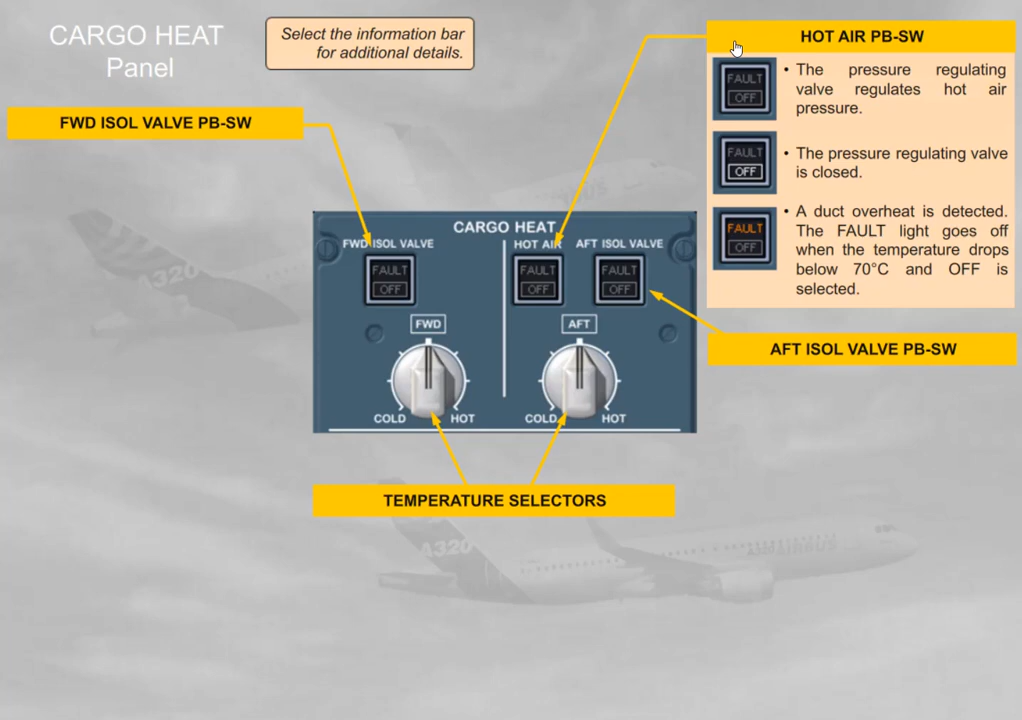 CARGO HEAT
Panel
Select the information bar
for additional details.
HOT AIR PB-SW
FAULT
OFF
• The pressure regulating
valve regulates hot air
pressure.
FAULT
OFF
• The pressure regulating valve
is closed.
FAULT
OFF
• A duct overheat is detected.
The FAULT light goes off
when the temperature drops
below 70°C and OFF is
selected.
FWD ISOL VALVE PB-SW
CARGO HEAT
FWD ISOL VALVE
HOT AIR
AFT ISOL VALVE
FAULT
OFF
FAULT
OFF
FAULT
OFF
FWD
AFT
COLD
HOT
COLD
HOT
AFT ISOL VALVE PB-SW
TEMPERATURE SELECTORS
A320
A320